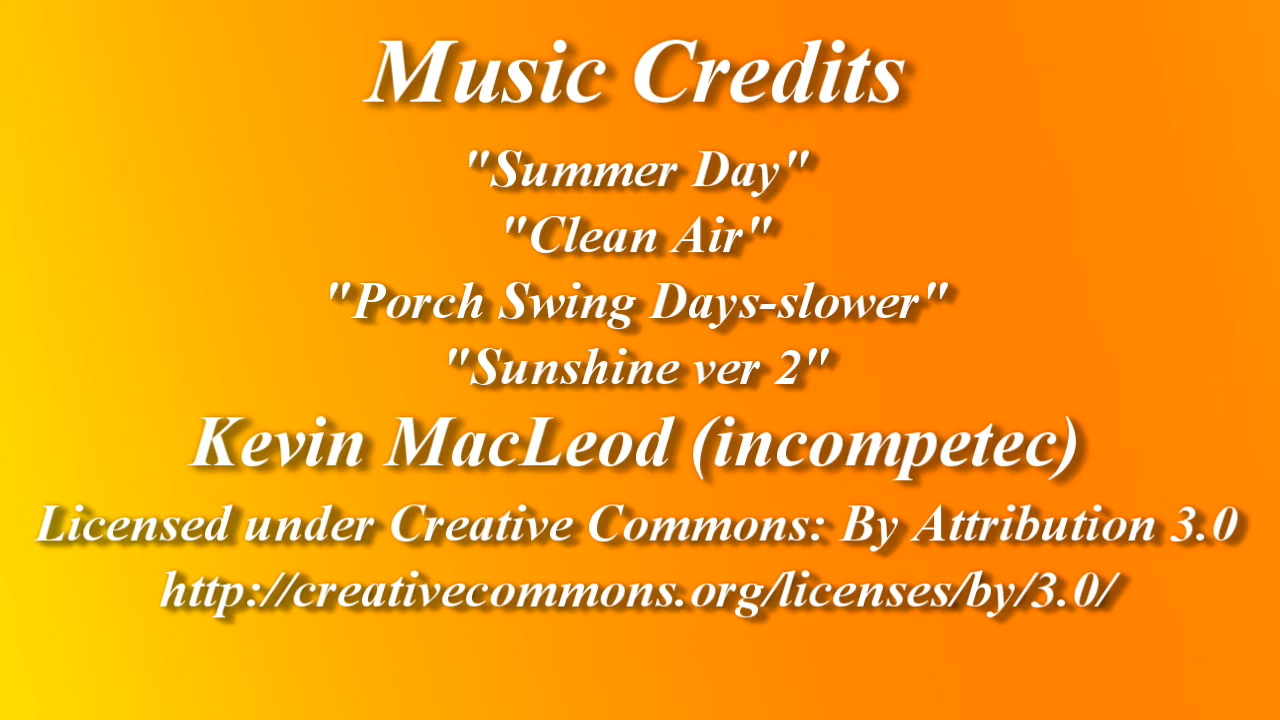 Music Credits
"Summer Day"
"Clean Air"
"Porch Swing Days-slower"
"Sunshine ver 2"
Kevin MacLeod (incompetec)
Licensed under Creative Commons: By Attribution 3.0
http://creativecommons.org/licenses/by/3.0/